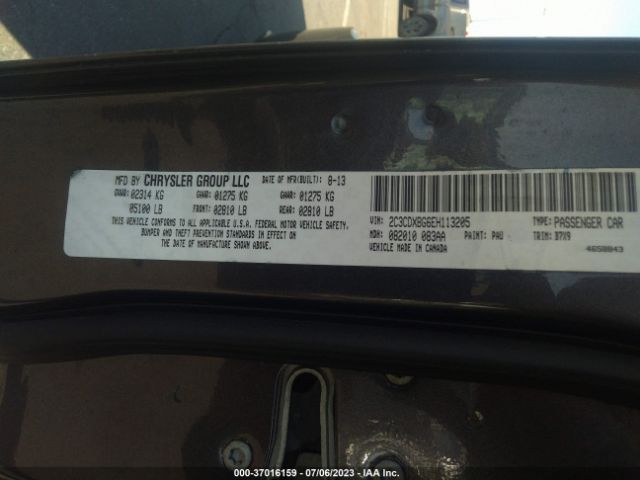 MFD BY CHRYSLER GROUP LLC DATE OF MFR(BUILT): 8-13
GVWR:02314 KG GAWR:01275 KG GAWR:01275 KG
05100 LB FRONT:02810 LB REAR:02810 LB
THIS VEHICLE CONFORMS TO ALL APPLICABLE U.S.A. FEDERAL MOTOR VEHICLE SAFETY,
BUMPER AND THEFT PREVENTION STANDARDS IN EFFECT ON
THE DATE OF MANUFACTURE SHOWN ABOVE.
VIN: 2C3CDXBG6EH113205 TYPE: PASSENGER CAR
MDH: 082010 083AA PAINT: PAU TRIM: B7X9
VEHICLE MADE IN CANADA 4658843
000-37016159 - 07/06/2023 - IAA Inc.